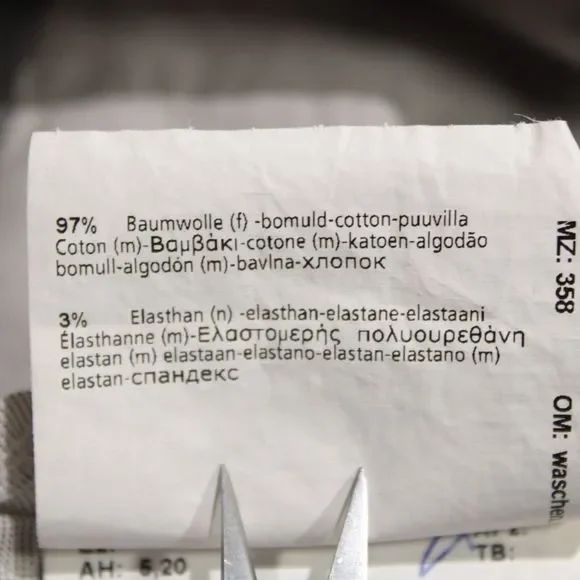 97% Baumwolle (f) -bomuld-cotton-puuvilla
Coton (m)-Βαμβάκι-cotone (m)-katoen-algodão
bomull-algodón (m)-bavlna-хлопок
3% Elasthan (n) -elasthan-elastane-elastaani
Élasthanne (m)-Ελαστομερής πολυουρεθάνη
elastan (m) elastaan-elastano-elastan-elastano (m)
elastan-спандекс
MZ: 358
OM: waschen
AH: 5,20
TB: